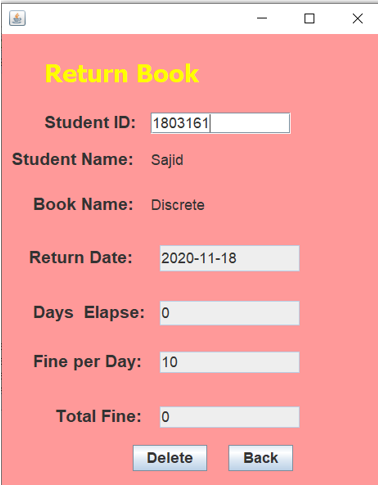 Return Book
Student ID: 1803161
Student Name: Sajid
Book Name: Discrete
Return Date: 2020-11-18
Days Elapse: 0
Fine per Day: 10
Total Fine: 0
Delete Back